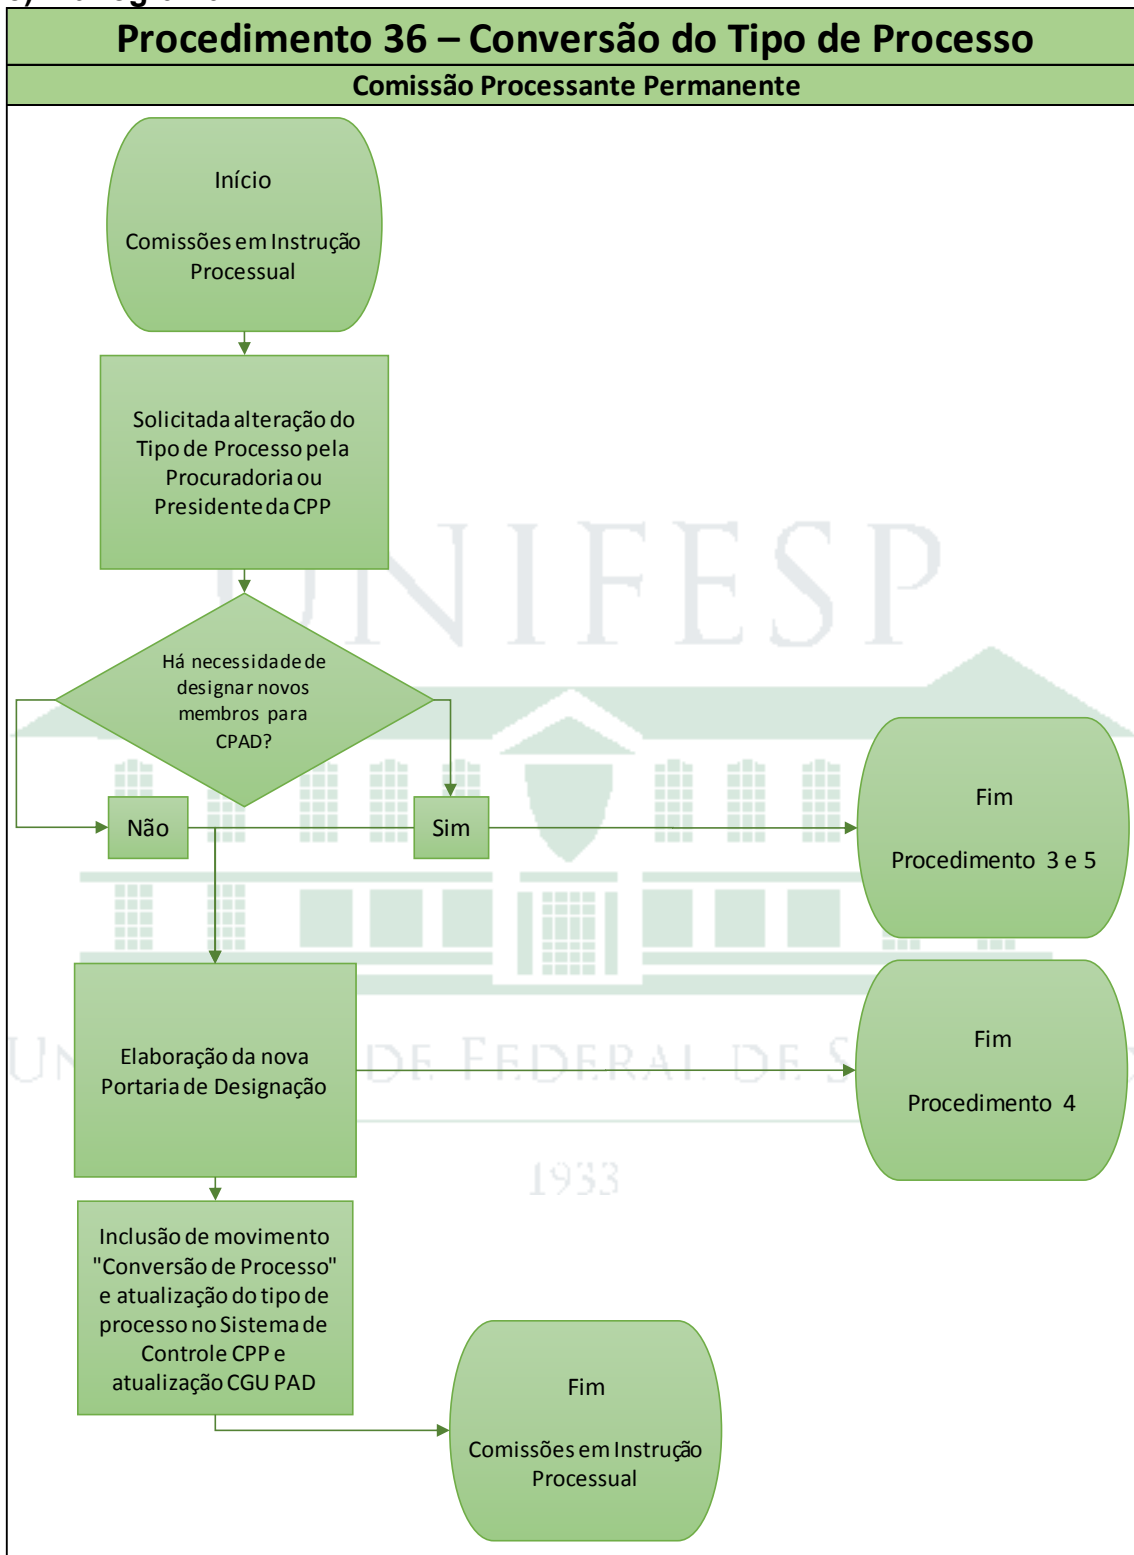 Procedimento 36 – Conversão do Tipo de Processo
Comissão Processante Permanente
Início
Comissões em Instrução
Processual
Solicitada alteração do
Tipo de Processo pela
Procuradoria ou
Presidente da CPP
UNIFESP
Há necessidade de
designar novos
membros para
CPAD?
Não
Sim
Fim
Procedimento 3 e 5
Elaboração da nova
Portaria de Designação
Fim
Procedimento 4
DE FEDERAL DE S
1933
Inclusão de movimento
"Conversão de Processo"
e atualização do tipo de
processo no Sistema de
Controle CPP e
atualização CGU PAD
Fim
Comissões em Instrução
Processual